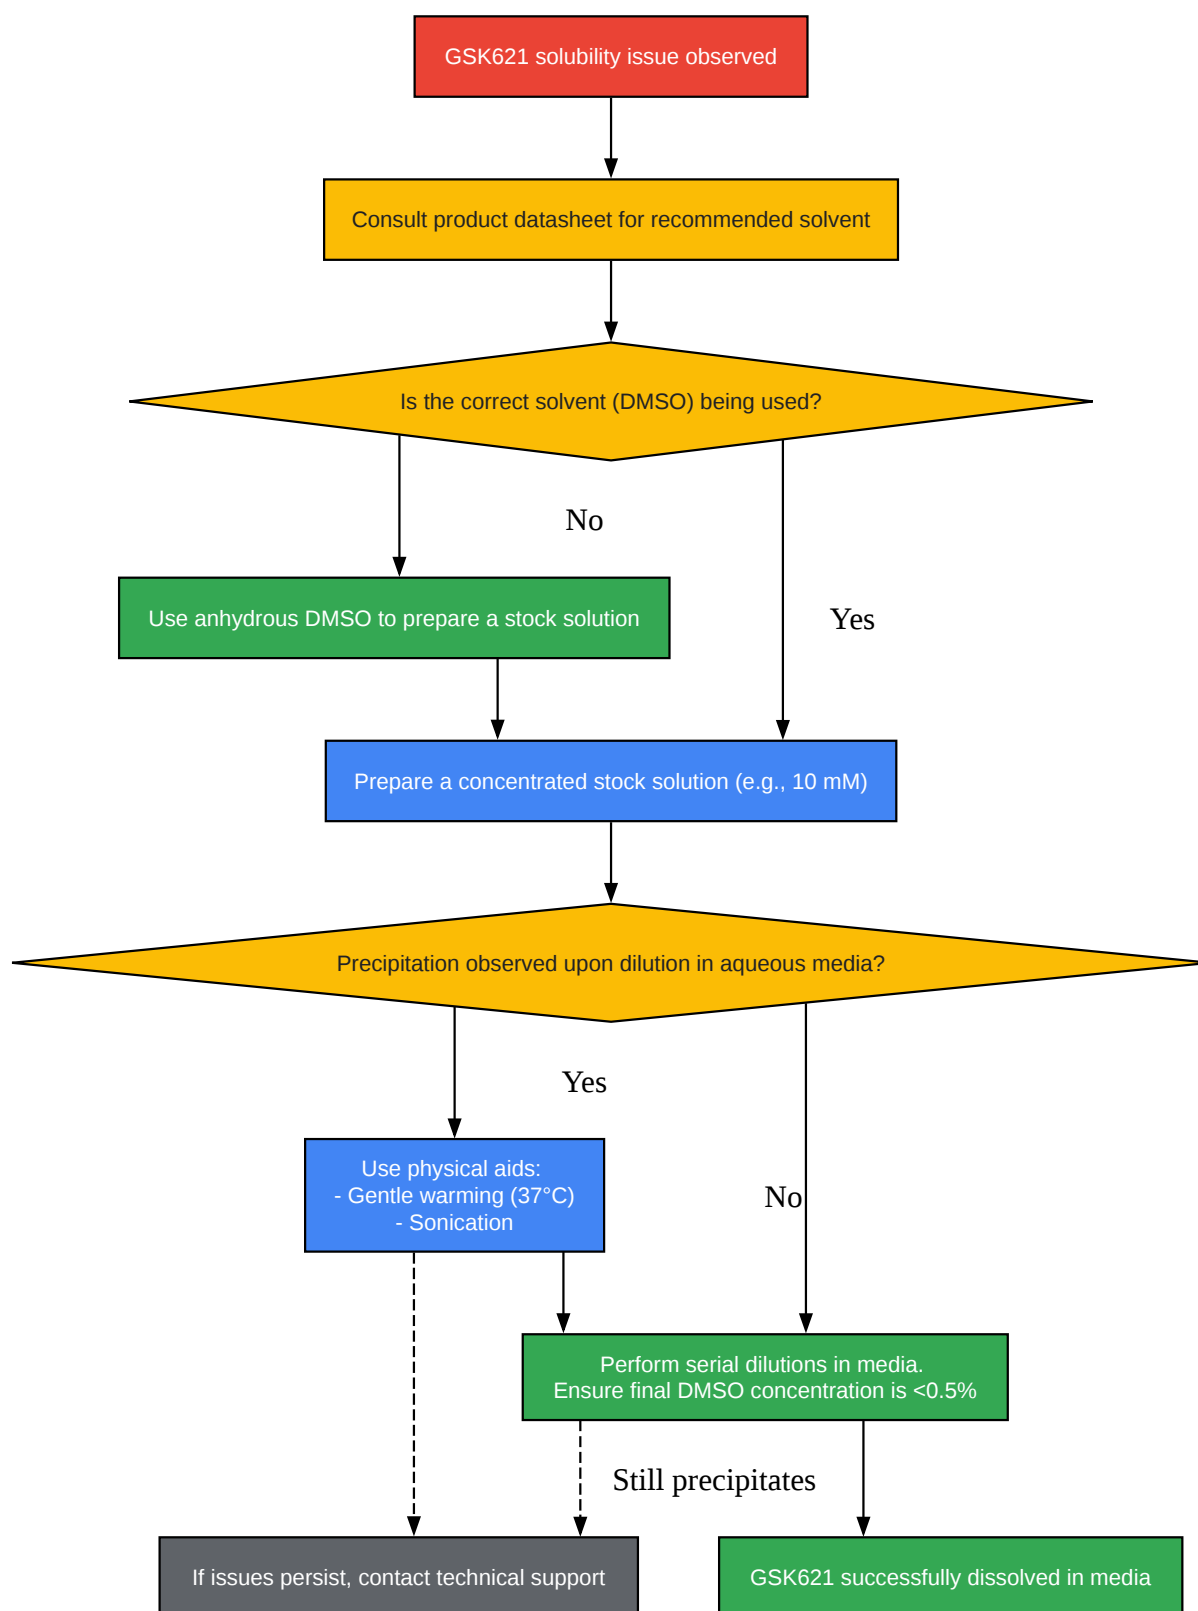 GSK621 solubility issue observed
Consult product datasheet for recommended solvent
Is the correct solvent (DMSO) being used?
No
Use anhydrous DMSO to prepare a stock solution
Yes
Prepare a concentrated stock solution (e.g., 10 mM)
Precipitation observed upon dilution in aqueous media?
Yes
Use physical aids:
- Gentle warming (37°C)
- Sonication
No
Perform serial dilutions in media.
Ensure final DMSO concentration is <0.5%
Still precipitates
If issues persist, contact technical support
GSK621 successfully dissolved in media